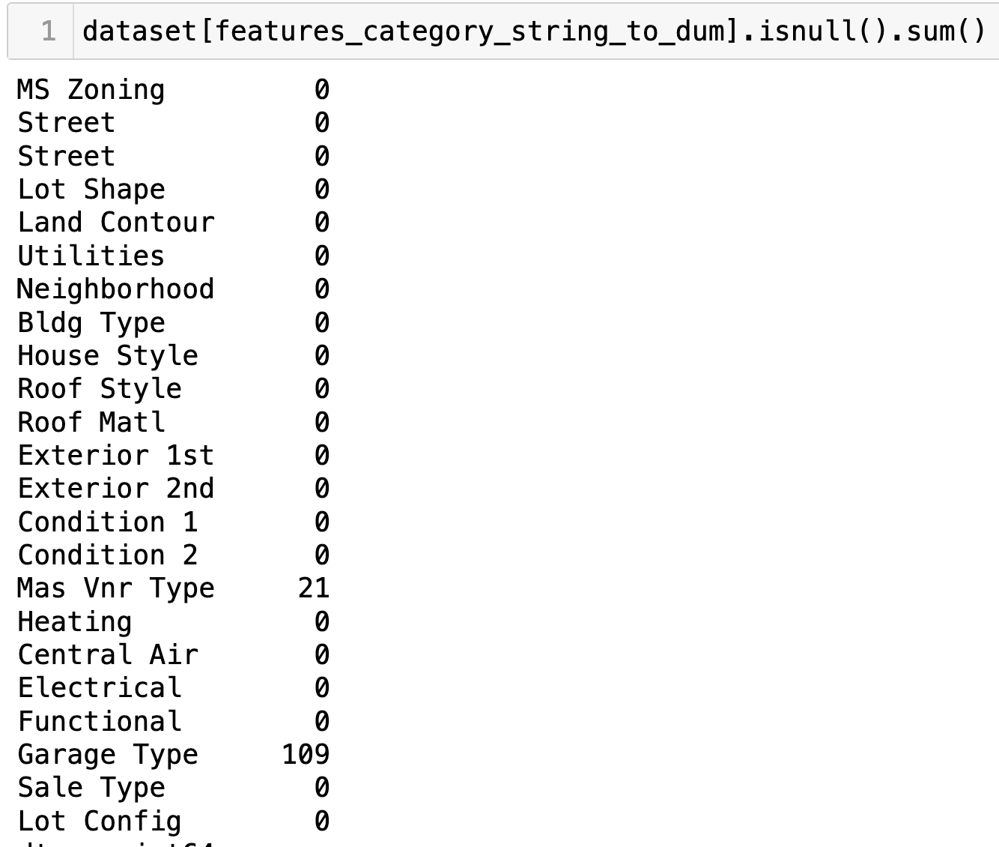 1 dataset[features_category_string_to_dum].isnull().sum()
MS Zoning 0
Street 0
Street 0
Lot Shape 0
Land Contour 0
Utilities 0
Neighborhood 0
Bldg Type 0
House Style 0
Roof Style 0
Roof Matl 0
Exterior 1st 0
Exterior 2nd 0
Condition 1 0
Condition 2 0
Mas Vnr Type 21
Heating 0
Central Air 0
Electrical 0
Functional 0
Garage Type 109
Sale Type 0
Lot Config 0